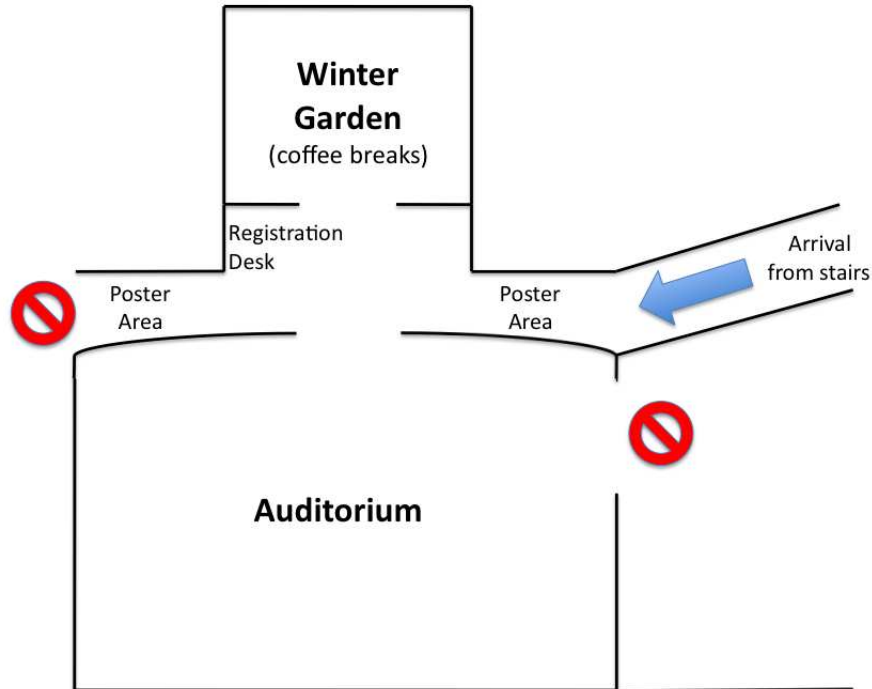 Winter
Garden
(coffee breaks)
Registration
Desk
Arrival
from stairs
Poster
Area
Poster
Area
Auditorium